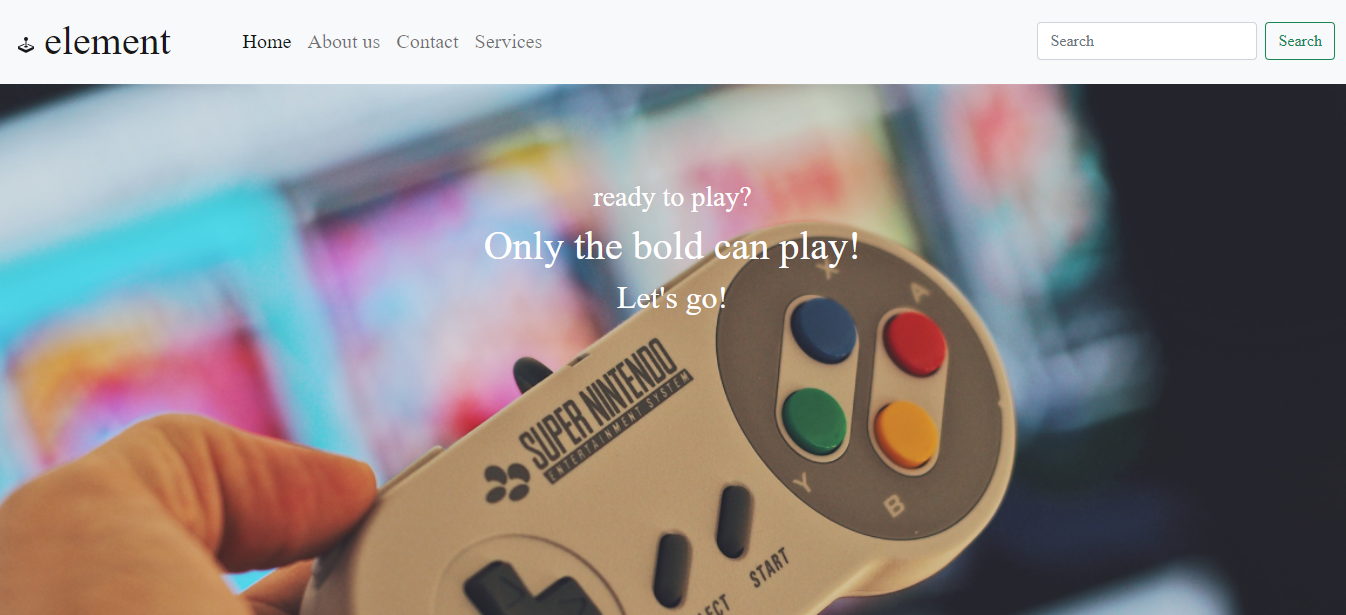 element
Home About us Contact Services
Search Search
ready to play?
Only the bold can play!
Let's go!
X
A
SUPER NINTENDO
ENTERTAINMENT SYSTEM
Y
B
START